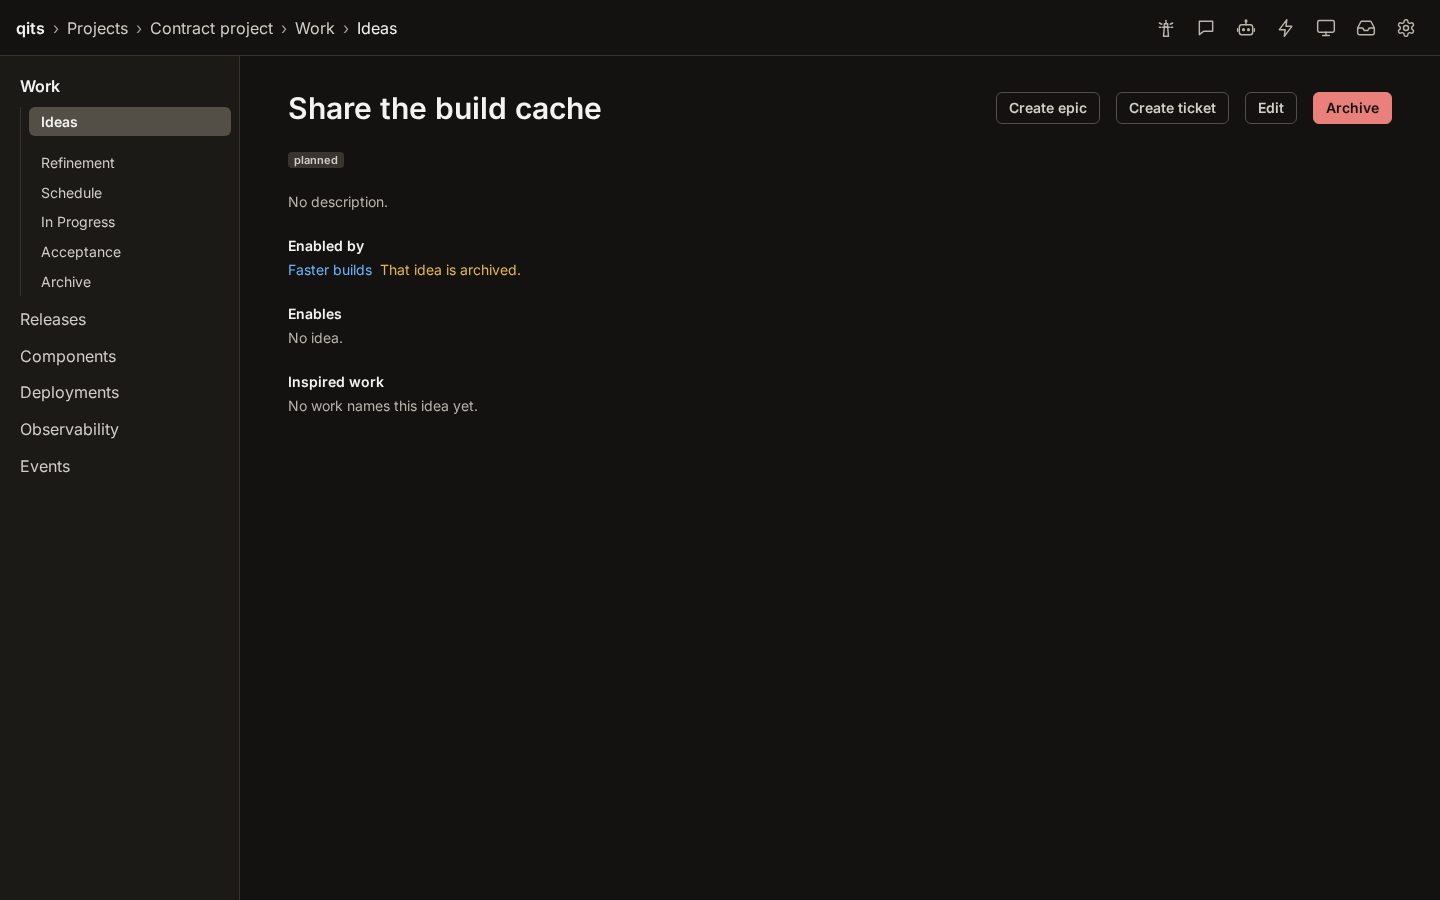 qits › Projects › Contract project › Work › Ideas
Work
Ideas
Refinement
Schedule
In Progress
Acceptance
Archive
Releases
Components
Deployments
Observability
Events
Share the build cache
Create epic
Create ticket
Edit
Archive
planned
No description.
Enabled by
Faster builds That idea is archived.
Enables
No idea.
Inspired work
No work names this idea yet.